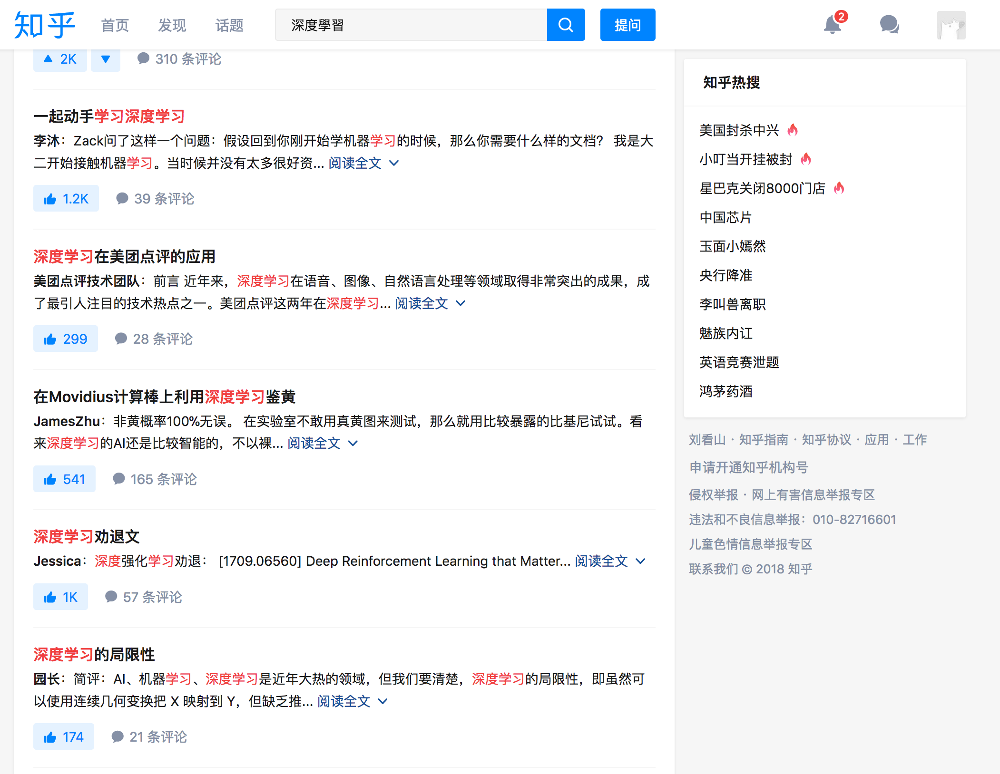 知乎 首页 发现 话题 深度學習 提问 2
2K 310 条评论
一起动手学习深度学习
李沐：Zack问了这样一个问题：假设回到你刚开始学机器学习的时候，那么你需要什么样的文档？ 我是大
二开始接触机器学习。当时候并没有太多很好资... 阅读全文
1.2K 39 条评论
深度学习在美团点评的应用
美团点评技术团队：前言 近年来，深度学习在语音、图像、自然语言处理等领域取得非常突出的成果，成
了最引人注目的技术热点之一。美团点评这两年在深度学习... 阅读全文
299 28 条评论
在Movidius计算棒上利用深度学习鉴黄
JamesZhu：非黄概率100%无误。 在实验室不敢用真黄图来测试，那么就用比较暴露的比基尼试试。看
来深度学习的AI还是比较智能的，不以裸... 阅读全文
541 165 条评论
深度学习劝退文
Jessica：深度强化学习劝退： [1709.06560] Deep Reinforcement Learning that Matter... 阅读全文
1K 57 条评论
深度学习的局限性
园长：简评：AI、机器学习、深度学习是近年大热的领域，但我们要清楚，深度学习的局限性，即虽然可
以使用连续几何变换把 X 映射到 Y，但缺乏推... 阅读全文
174 21 条评论
知乎热搜
美国封杀中兴
小叮当开挂被封
星巴克关闭8000门店
中国芯片
玉面小嫣然
央行降准
李叫兽离职
魅族内讧
英语竞赛泄题
鸿茅药酒
刘看山 · 知乎指南 · 知乎协议 · 应用 · 工作
申请开通知乎机构号
侵权举报 · 网上有害信息举报专区
违法和不良信息举报：010-82716601
儿童色情信息举报专区
联系我们 © 2018 知乎